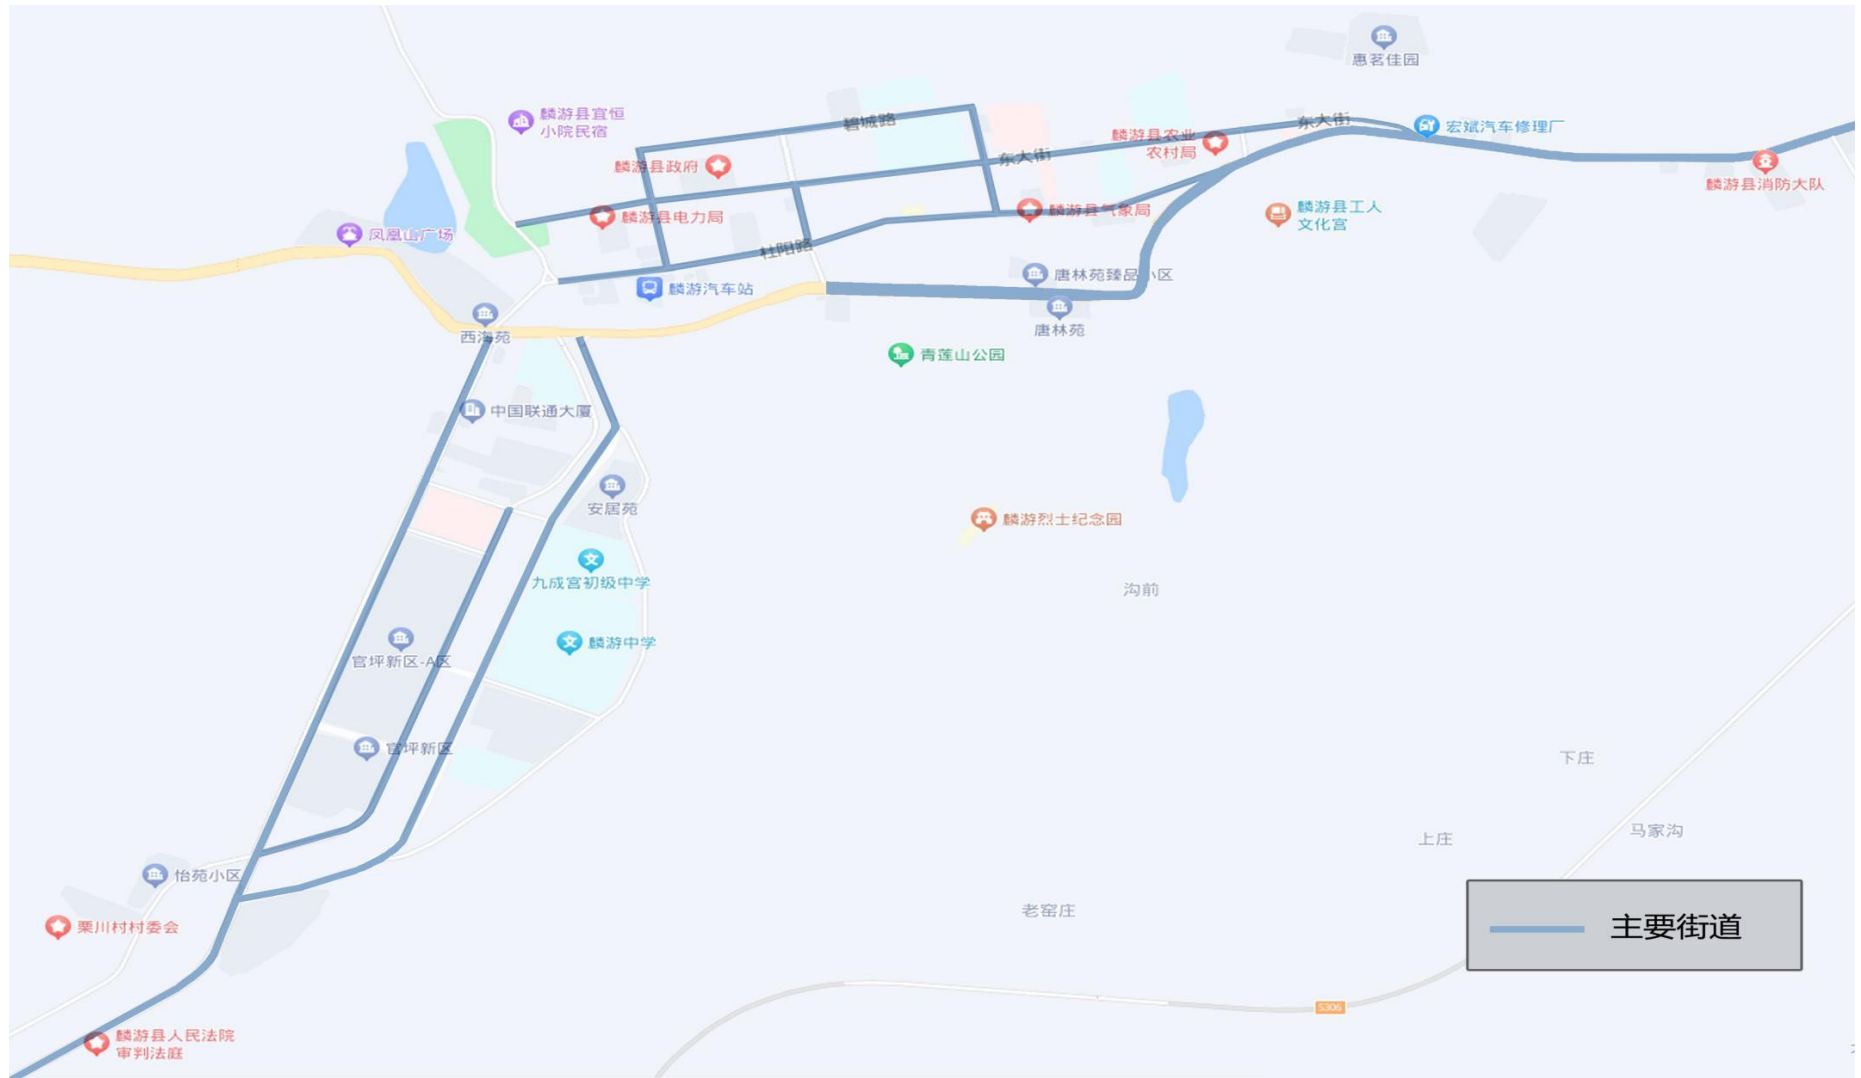 惠茗佳园
麟游县宜恒
小院民宿
碧城路
东大街
宏斌汽车修理厂
麟游县农业
农村局
东大街
麟游县政府
麟游县消防大队
麟游县电力局
麟游县气象局
麟游县工人
文化宫
凤凰山广场
杜阳路
唐林苑臻品小区
麟游汽车站
唐林苑
西海苑
青莲山公园
中国联通大厦
安居苑
麟游烈士纪念园
九成宫初级中学
沟前
麟游中学
官坪新区-A区
官坪新区
下庄
马家沟
上庄
怡苑小区
老窑庄
栗川村村委会
主要街道
S306
麟游县人民法院
审判法庭